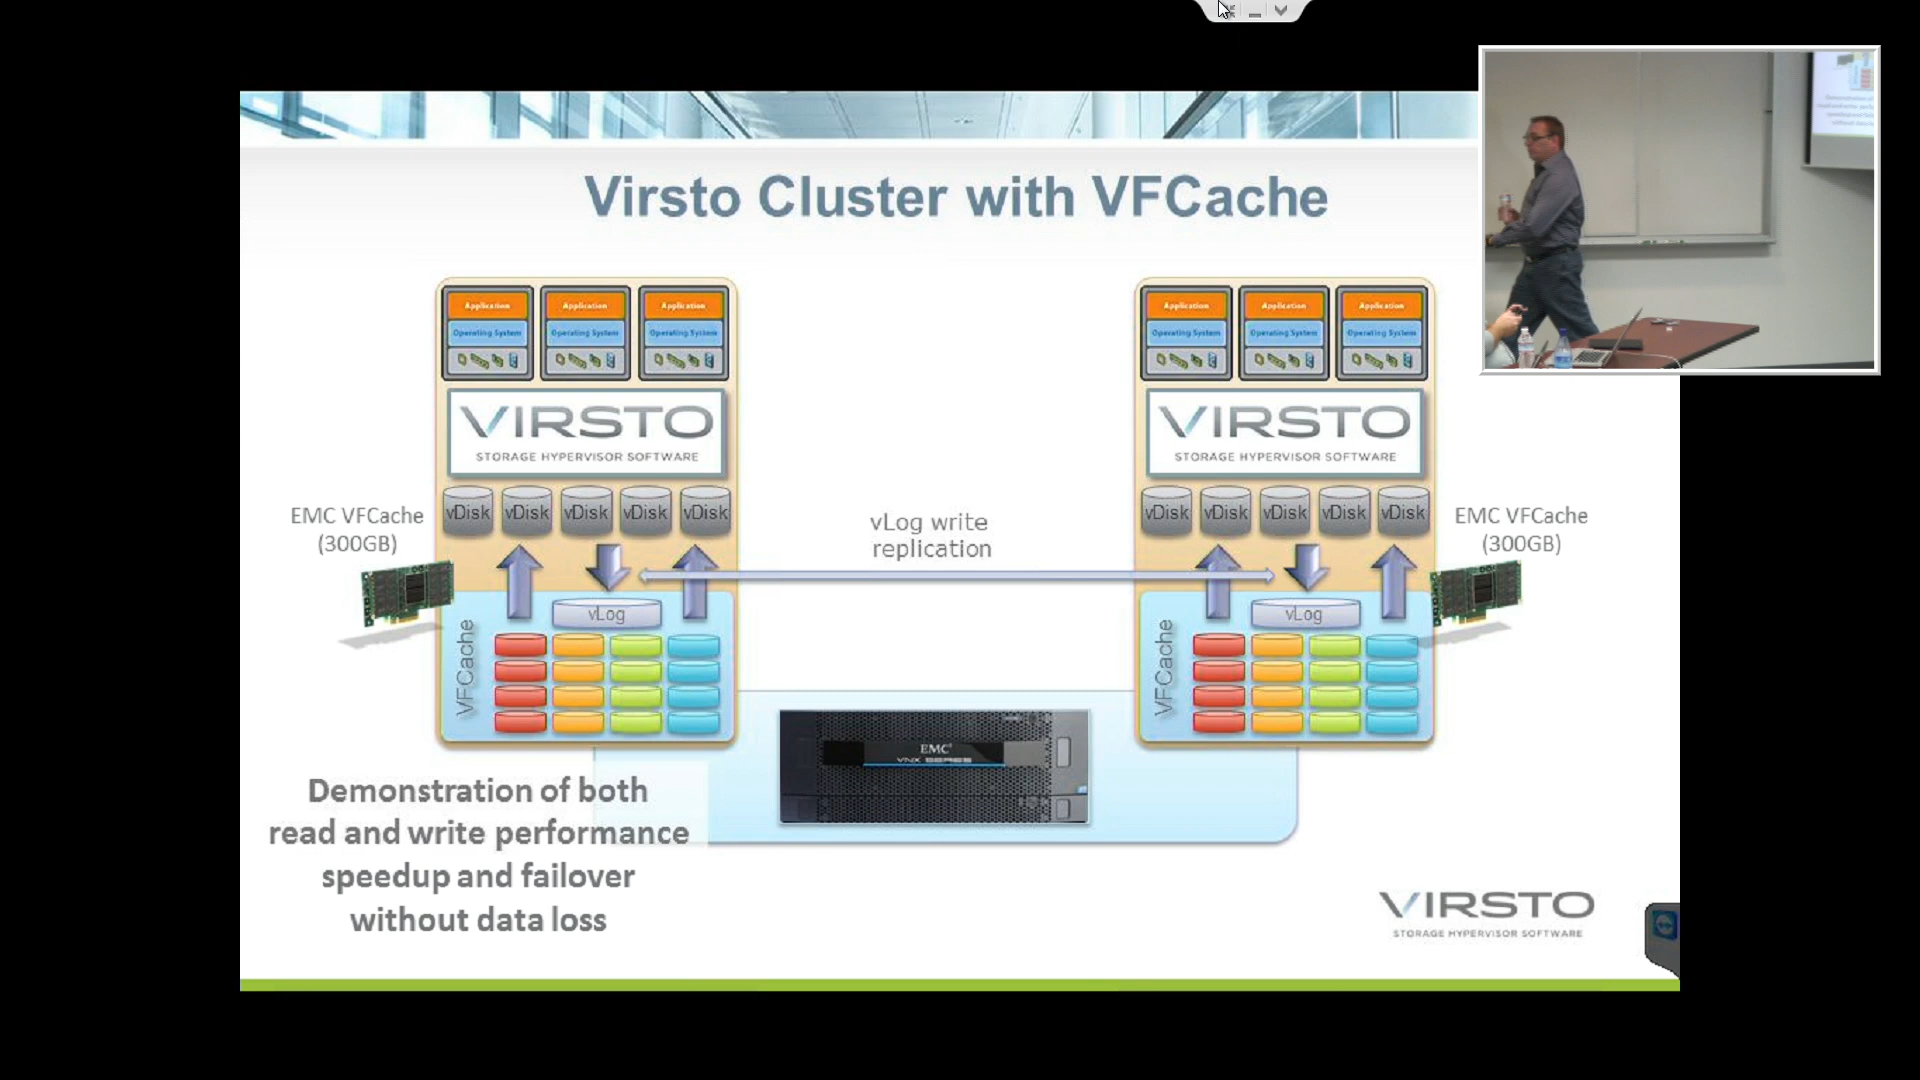 Virsto Cluster with VFCache
Application Application Application
Operating System Operating System Operating System
VIRSTO
STORAGE HYPERVISOR SOFTWARE
vDisk vDisk vDisk vDisk vDisk
EMC VFCache
(300GB)
vLog
VFCache
vLog write
replication
Application Application Application
Operating System Operating System Operating System
VIRSTO
STORAGE HYPERVISOR SOFTWARE
vDisk vDisk vDisk vDisk vDisk
EMC VFCache
(300GB)
vLog
VFCache
EMC²
VNX SERIES
Demonstration of both
read and write performance
speedup and failover
without data loss
VIRSTO
STORAGE HYPERVISOR SOFTWARE